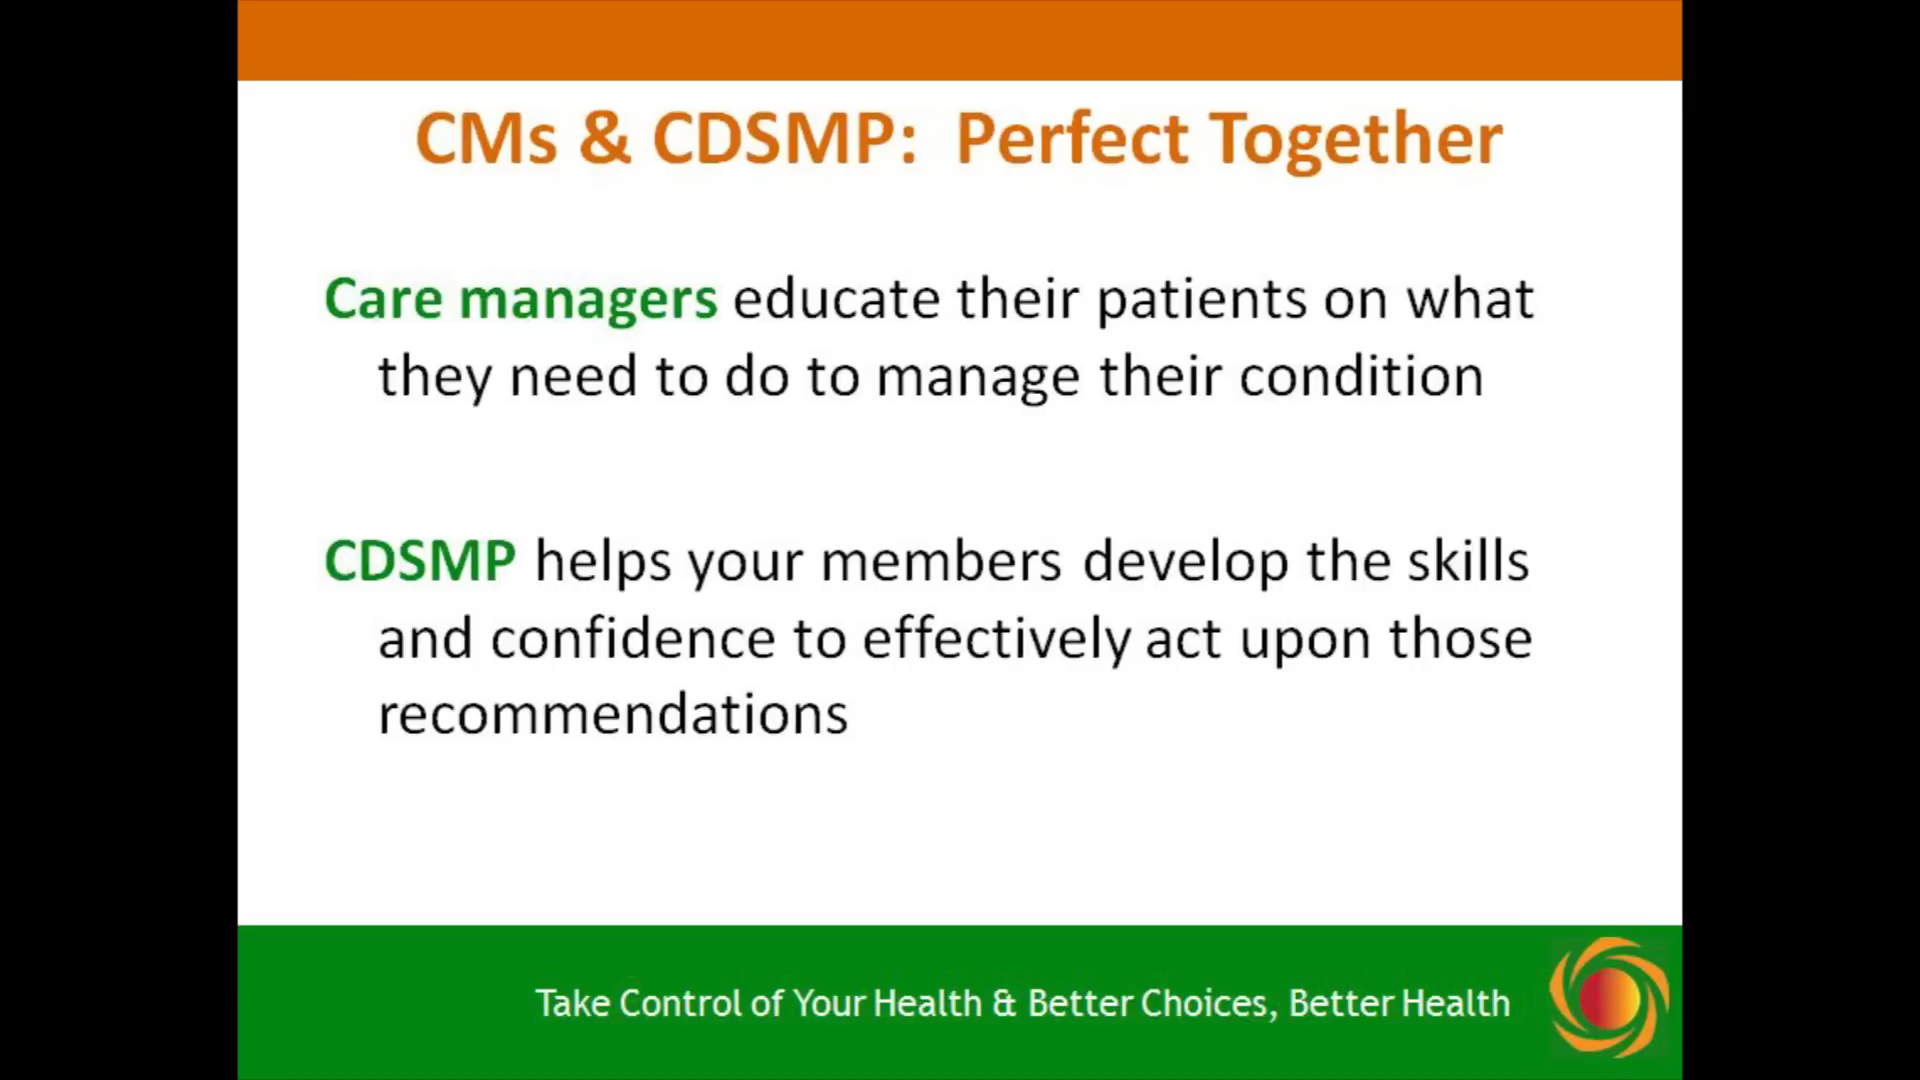 CMs & CDSMP:  Perfect Together
Care managers educate their patients on what
they need to do to manage their condition
CDSMP helps your members develop the skills
and confidence to effectively act upon those
recommendations
Take Control of Your Health & Better Choices, Better Health